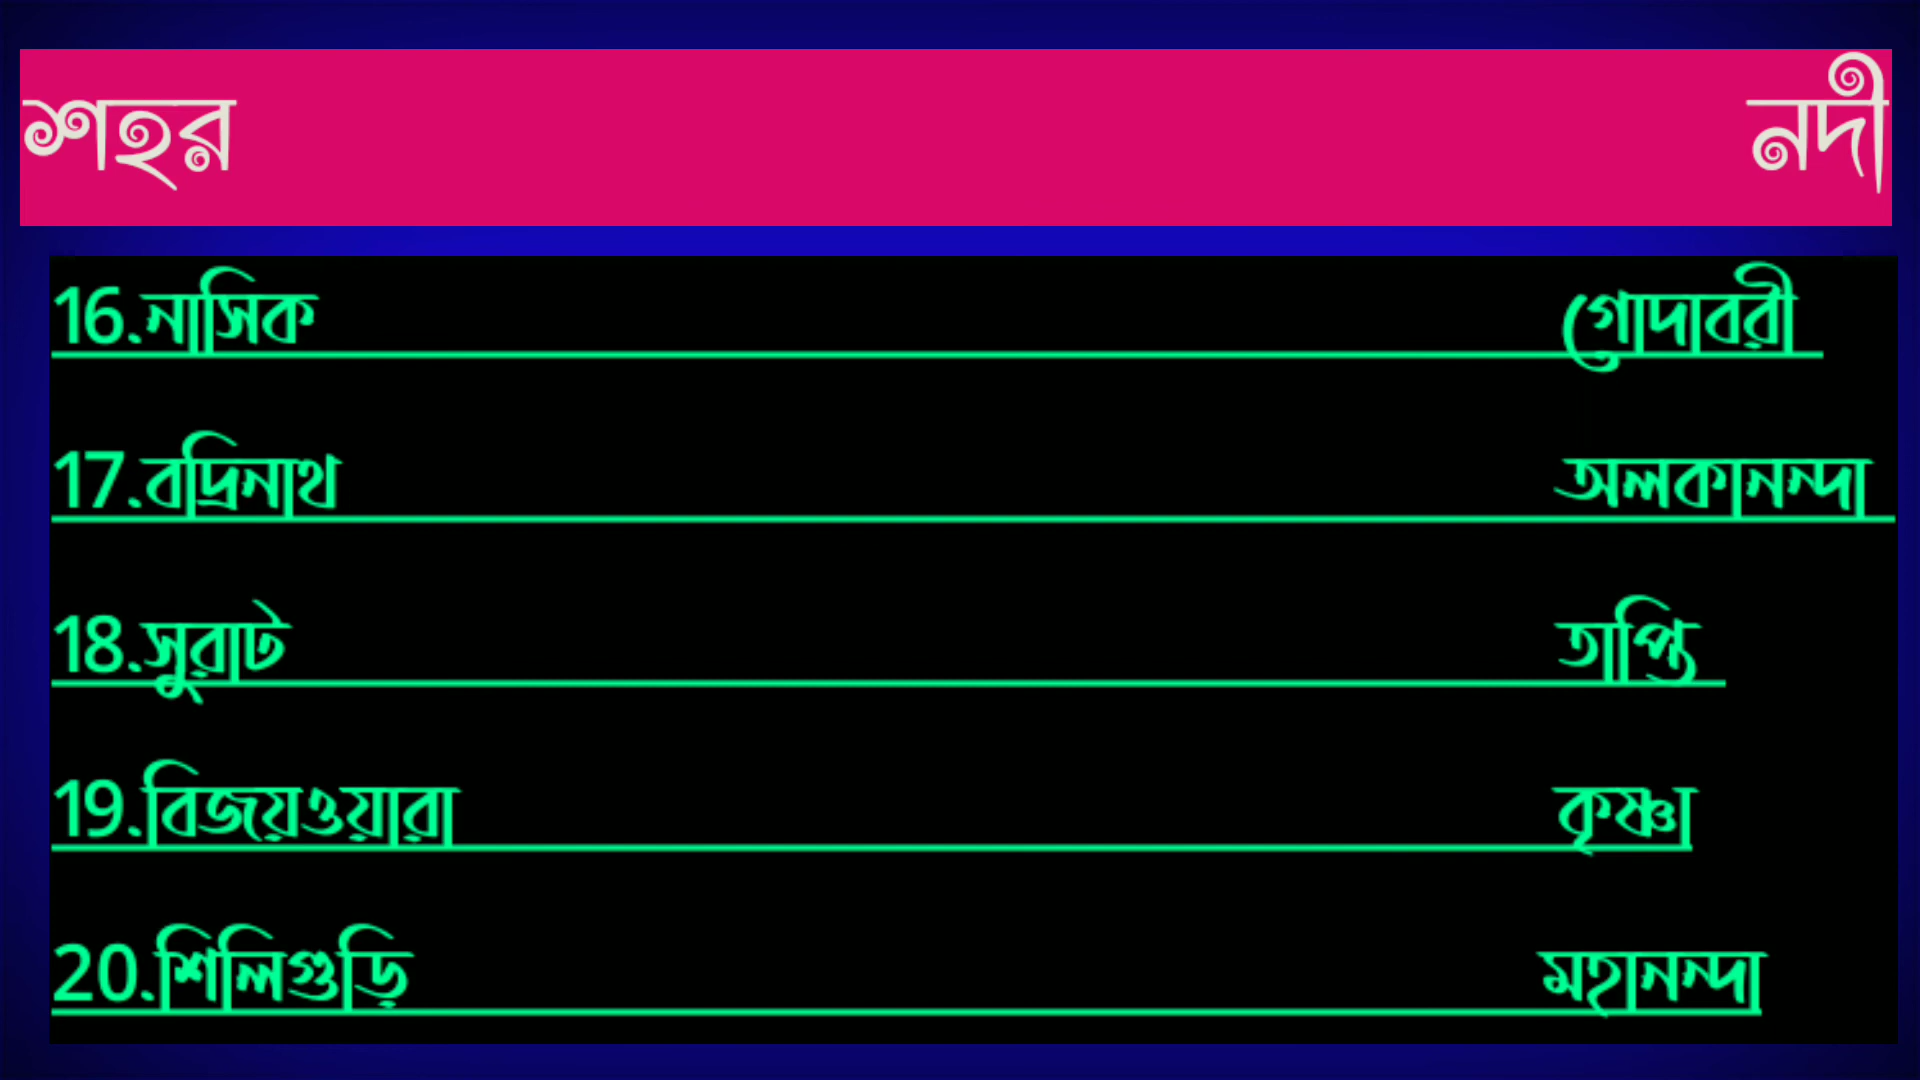 শহর নদী
16.নাসিক গোদাবরী
17.বদ্রিনাথ অলকানন্দা
18.সুরাট তাপ্তি
19.বিজয়ওয়ারা কৃষ্ণা
20.শিলিগুড়ি মহানন্দা